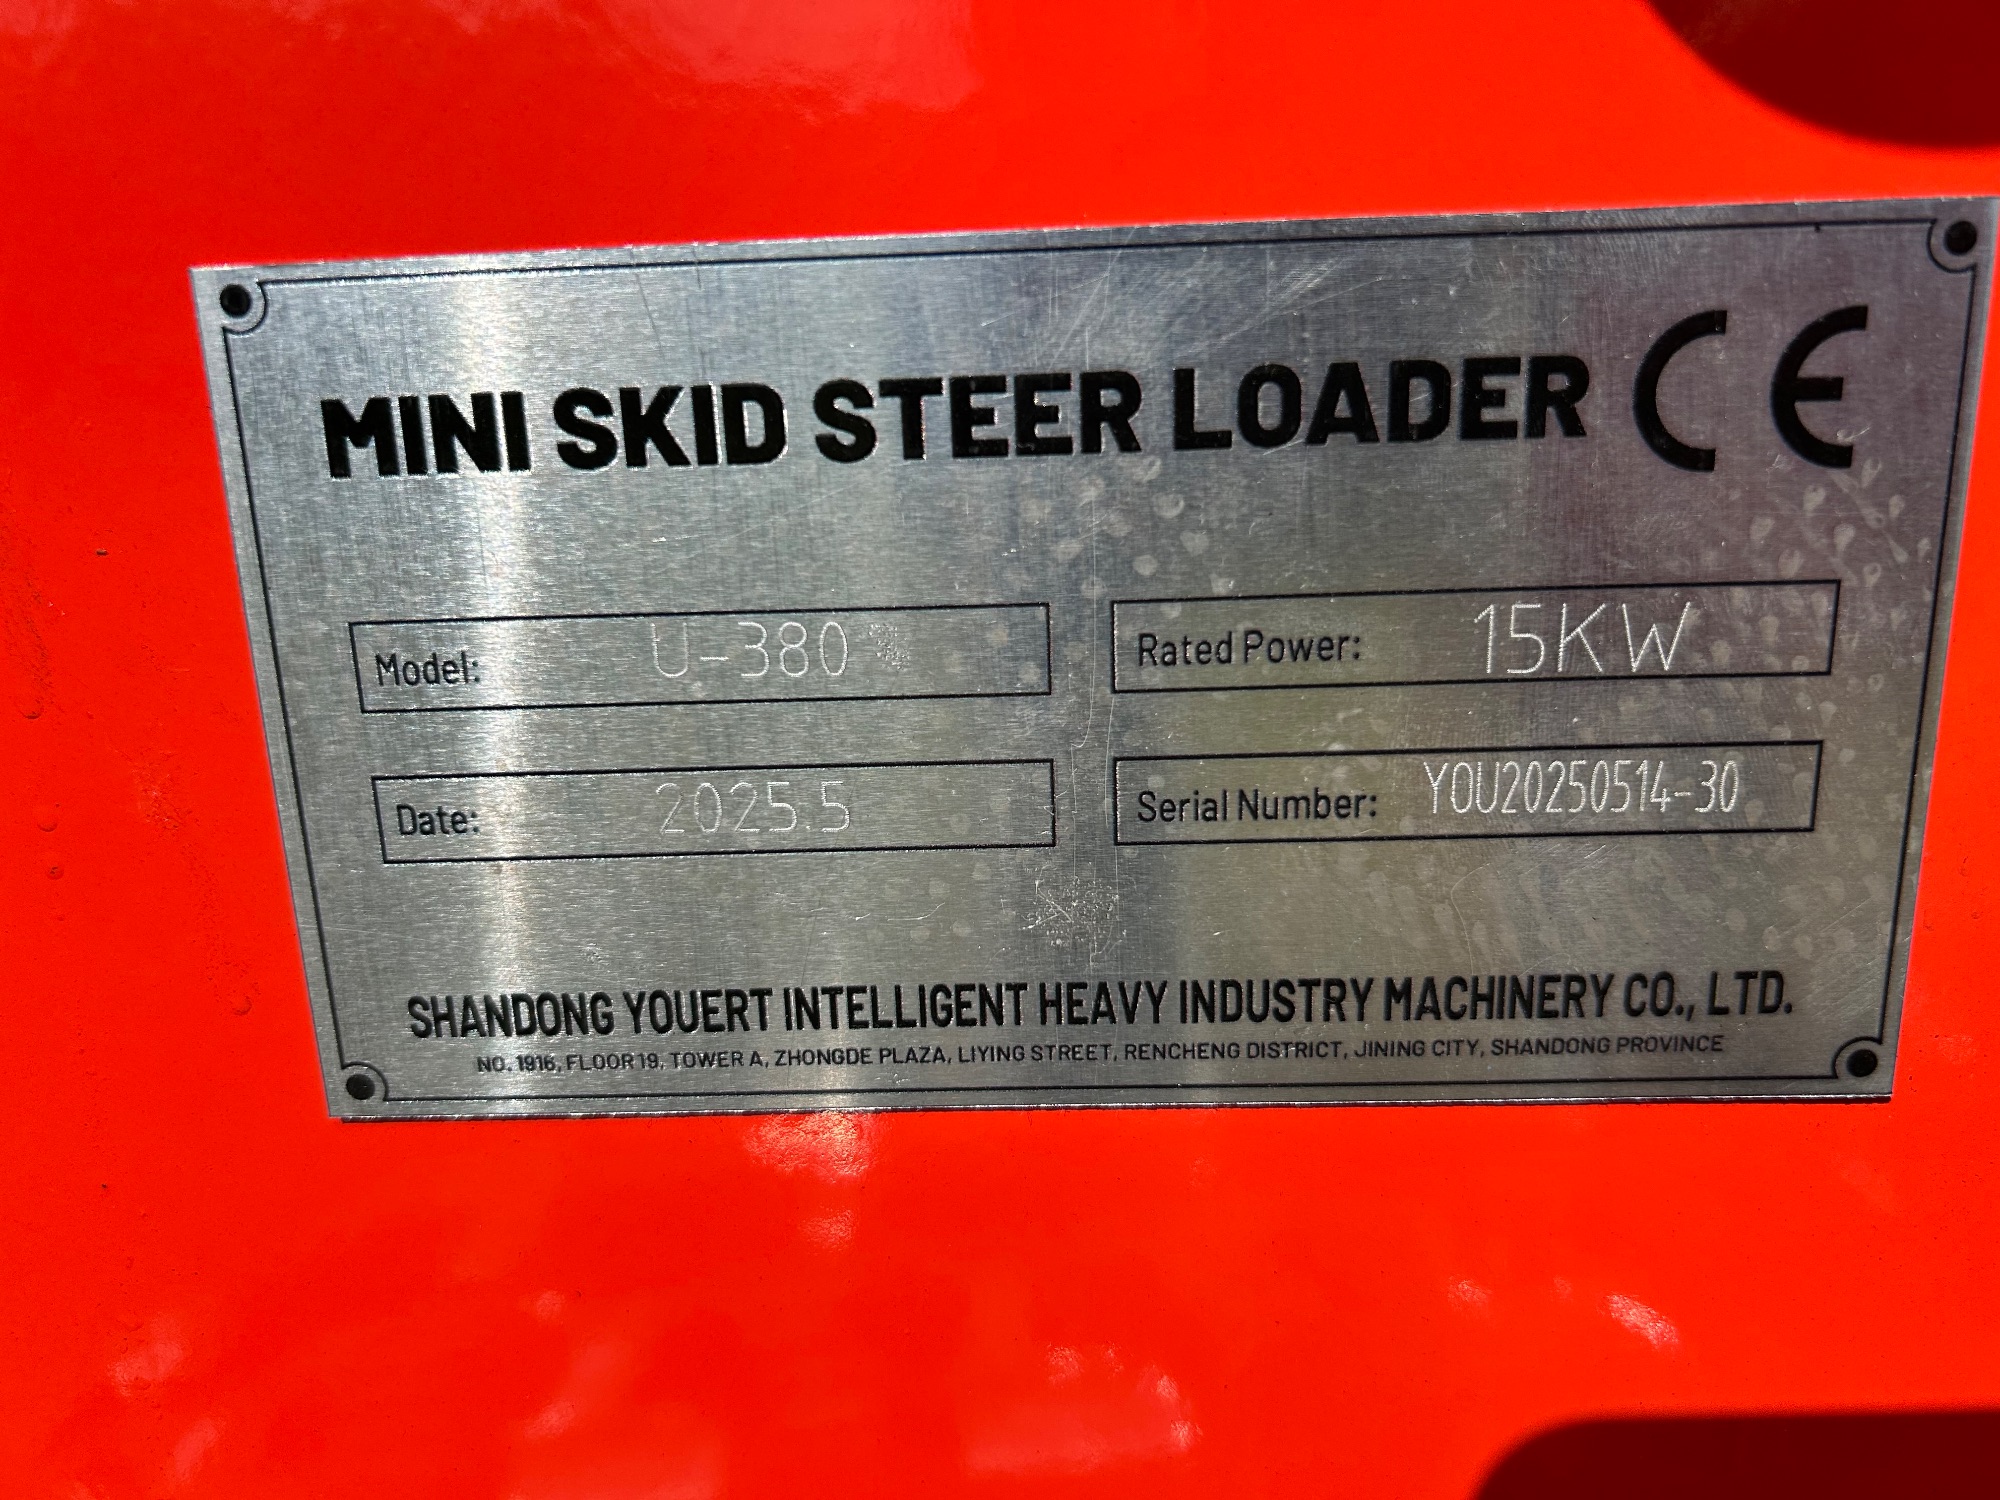 MINI SKID STEER LOADER CE
Model: U-380
Rated Power: 15KW
Date: 2025.5
Serial Number: YOU20250514-30
SHANDONG YOUERT INTELLIGENT HEAVY INDUSTRY MACHINERY CO., LTD.
NO. 1916, FLOOR 19, TOWER A, ZHONGDE PLAZA, LIYING STREET, RENCHENG DISTRICT, JINING CITY, SHANDONG PROVINCE